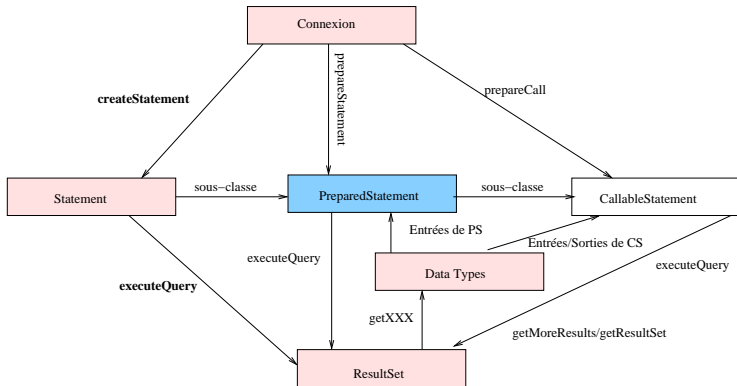 Connexion
createStatement
prepareStatement
prepareCall
sous-classe
sous-classe
Statement
PreparedStatement
CallableStatement
Entrées de PS
Entrées/Sorties de CS
executeQuery
Data Types
executeQuery
executeQuery
getXXX
getMoreResults/getResultSet
ResultSet